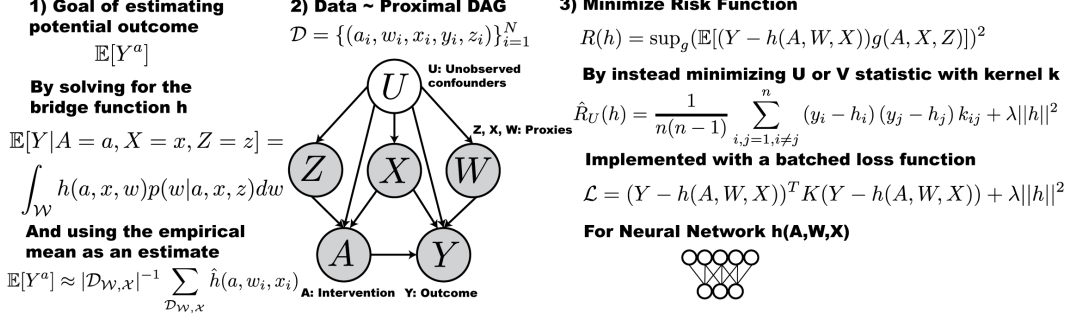 1) Goal of estimating
potential outcome
𝔼[Y^a]
By solving for the
bridge function h
𝔼[Y|A = a, X = x, Z = z] =
∫_𝒲 h(a, x, w)p(w|a, x, z)dw
And using the empirical
mean as an estimate
𝔼[Y^a] ≈ |𝒟_{𝒲,𝒳}|^{-1} ∑_{𝒟_{𝒲,𝒳}} ĥ(a, w_i, x_i)
2) Data ~ Proximal DAG
𝒟 = {(a_i, w_i, x_i, y_i, z_i)}_{i=1}^N
U
U: Unobserved
confounders
Z, X, W: Proxies
Z
X
W
A
Y
A: Intervention Y: Outcome
3) Minimize Risk Function
R(h) = sup_g(𝔼[(Y − h(A, W, X))g(A, X, Z)])^2
By instead minimizing U or V statistic with kernel k
R̂_U(h) = 1/(n(n − 1)) ∑_{i,j=1,i≠j}^n (y_i − h_i) (y_j − h_j) k_{ij} + λ||h||^2
Implemented with a batched loss function
ℒ = (Y − h(A, W, X))^T K(Y − h(A, W, X)) + λ||h||^2
For Neural Network h(A,W,X)